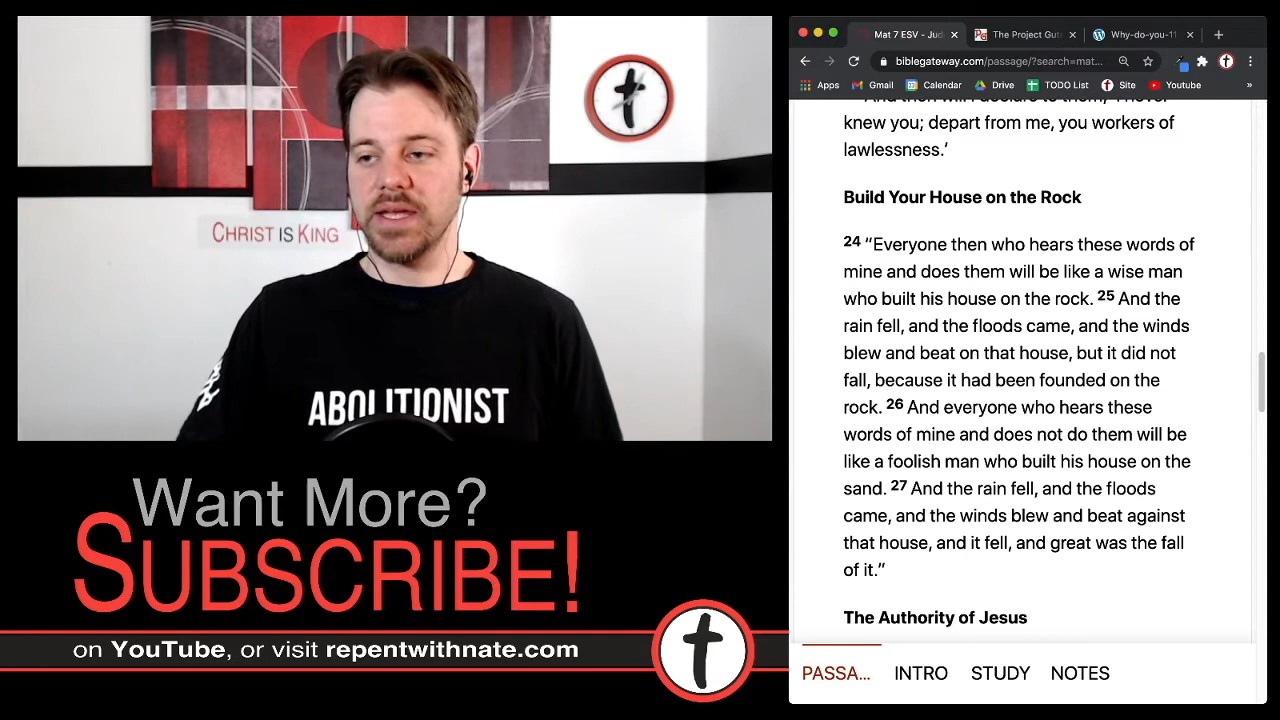 CHRIST IS KING
ABOLITIONIST
Want More?
SUBSCRIBE!
on YouTube, or visit repentwithnate.com
Mat 7 ESV - Jud
The Project Gut
Why-do-you-11
biblegateway.com/passage/?search=mat...
Apps
Gmail
Calendar
Drive
TODO List
Site
Youtube
»
knew you; depart from me, you workers of
lawlessness.’
Build Your House on the Rock
24 “Everyone then who hears these words of
mine and does them will be like a wise man
who built his house on the rock. 25 And the
rain fell, and the floods came, and the winds
blew and beat on that house, but it did not
fall, because it had been founded on the
rock. 26 And everyone who hears these
words of mine and does not do them will be
like a foolish man who built his house on the
sand. 27 And the rain fell, and the floods
came, and the winds blew and beat against
that house, and it fell, and great was the fall
of it.”
The Authority of Jesus
PASSA...
INTRO
STUDY
NOTES